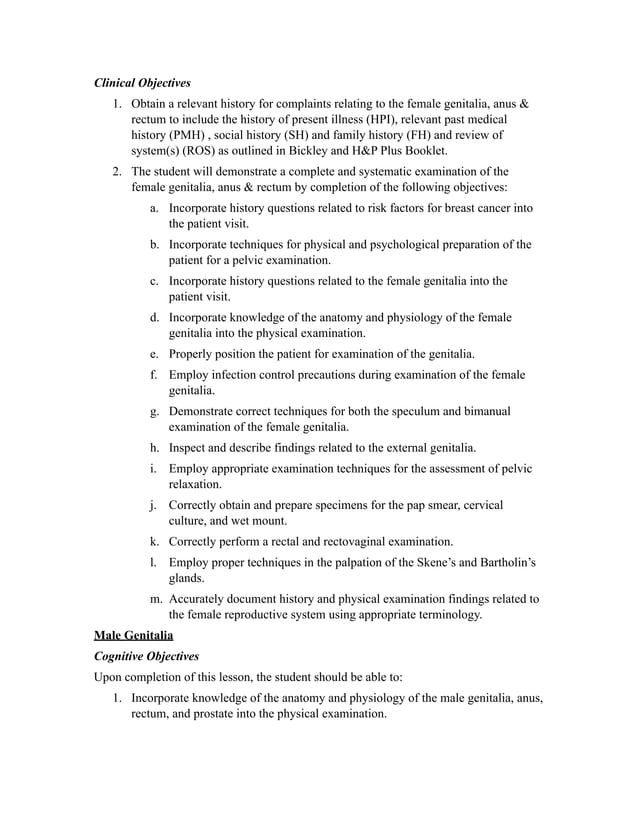 Clinical Objectives
1. Obtain a relevant history for complaints relating to the female genitalia, anus &
rectum to include the history of present illness (HPI), relevant past medical
history (PMH) , social history (SH) and family history (FH) and review of
system(s) (ROS) as outlined in Bickley and H&P Plus Booklet.
2. The student will demonstrate a complete and systematic examination of the
female genitalia, anus & rectum by completion of the following objectives:
a. Incorporate history questions related to risk factors for breast cancer into
the patient visit.
b. Incorporate techniques for physical and psychological preparation of the
patient for a pelvic examination.
c. Incorporate history questions related to the female genitalia into the
patient visit.
d. Incorporate knowledge of the anatomy and physiology of the female
genitalia into the physical examination.
e. Properly position the patient for examination of the genitalia.
f. Employ infection control precautions during examination of the female
genitalia.
g. Demonstrate correct techniques for both the speculum and bimanual
examination of the female genitalia.
h. Inspect and describe findings related to the external genitalia.
i. Employ appropriate examination techniques for the assessment of pelvic
relaxation.
j. Correctly obtain and prepare specimens for the pap smear, cervical
culture, and wet mount.
k. Correctly perform a rectal and rectovaginal examination.
l. Employ proper techniques in the palpation of the Skene’s and Bartholin’s
glands.
m. Accurately document history and physical examination findings related to
the female reproductive system using appropriate terminology.
Male Genitalia
Cognitive Objectives
Upon completion of this lesson, the student should be able to:
1. Incorporate knowledge of the anatomy and physiology of the male genitalia, anus,
rectum, and prostate into the physical examination.